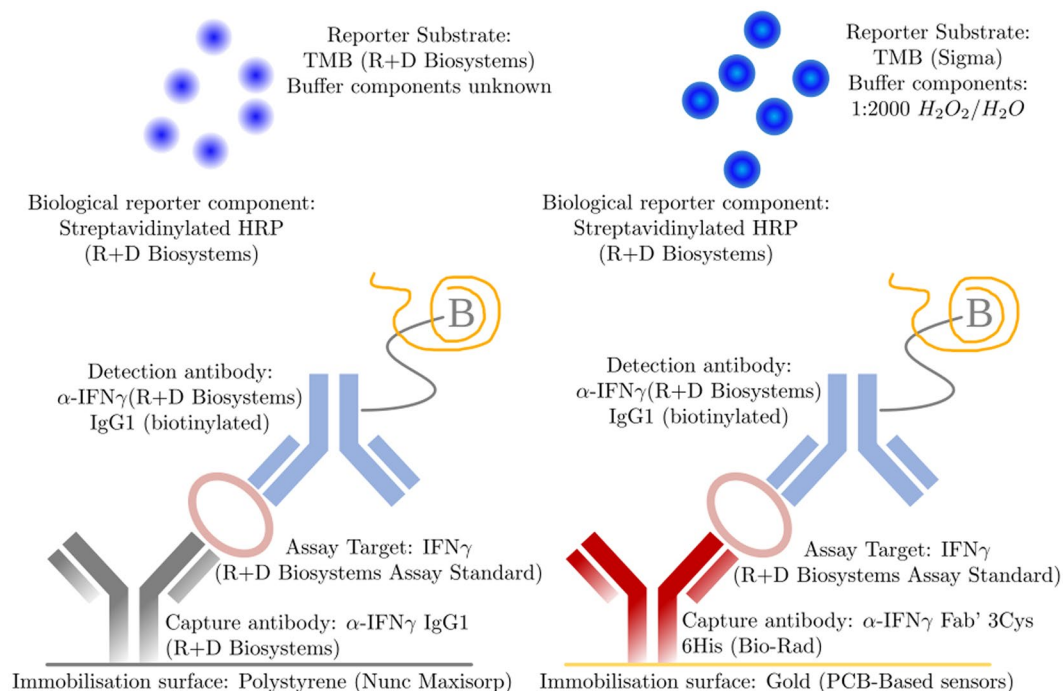 Reporter Substrate:
TMB (R+D Biosystems)
Buffer components unknown
Biological reporter component:
Streptavidinylated HRP
(R+D Biosystems)
B
Detection antibody:
α-IFNγ(R+D Biosystems)
IgG1 (biotinylated)
Assay Target: IFNγ
(R+D Biosystems Assay Standard)
Capture antibody: α-IFNγ IgG1
(R+D Biosystems)
Immobilisation surface: Polystyrene (Nunc Maxisorp)
Reporter Substrate:
TMB (Sigma)
Buffer components:
1:2000 H₂O₂/H₂O
Biological reporter component:
Streptavidinylated HRP
(R+D Biosystems)
B
Detection antibody:
α-IFNγ(R+D Biosystems)
IgG1 (biotinylated)
Assay Target: IFNγ
(R+D Biosystems Assay Standard)
Capture antibody: α-IFNγ Fab' 3Cys
6His (Bio-Rad)
Immobilisation surface: Gold (PCB-Based sensors)